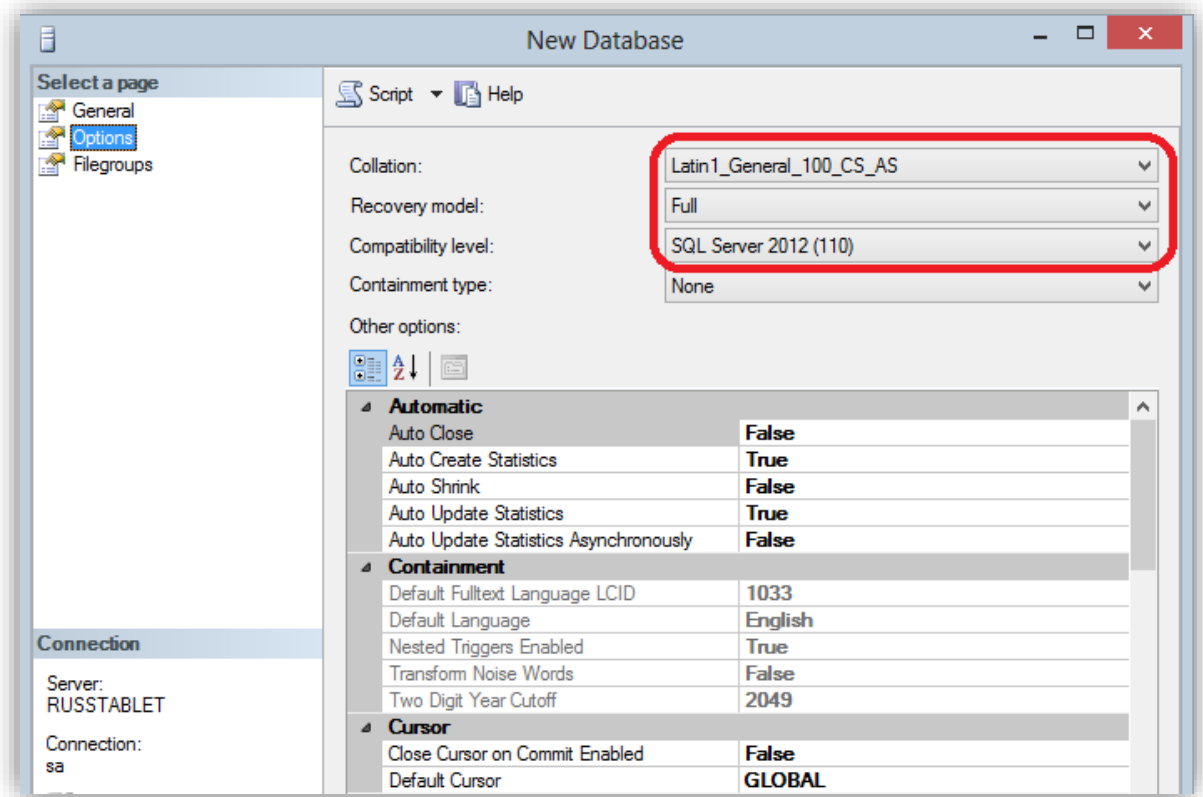 New Database
Select a page
General
Options
Filegroups
Script Help
Collation: Latin1_General_100_CS_AS
Recovery model: Full
Compatibility level: SQL Server 2012 (110)
Containment type: None
Other options:
Automatic
Auto Close False
Auto Create Statistics True
Auto Shrink False
Auto Update Statistics True
Auto Update Statistics Asynchronously False
Containment
Default Fulltext Language LCID 1033
Default Language English
Nested Triggers Enabled True
Transform Noise Words False
Two Digit Year Cutoff 2049
Cursor
Close Cursor on Commit Enabled False
Default Cursor GLOBAL
Connection
Server:
RUSSTABLET
Connection:
sa